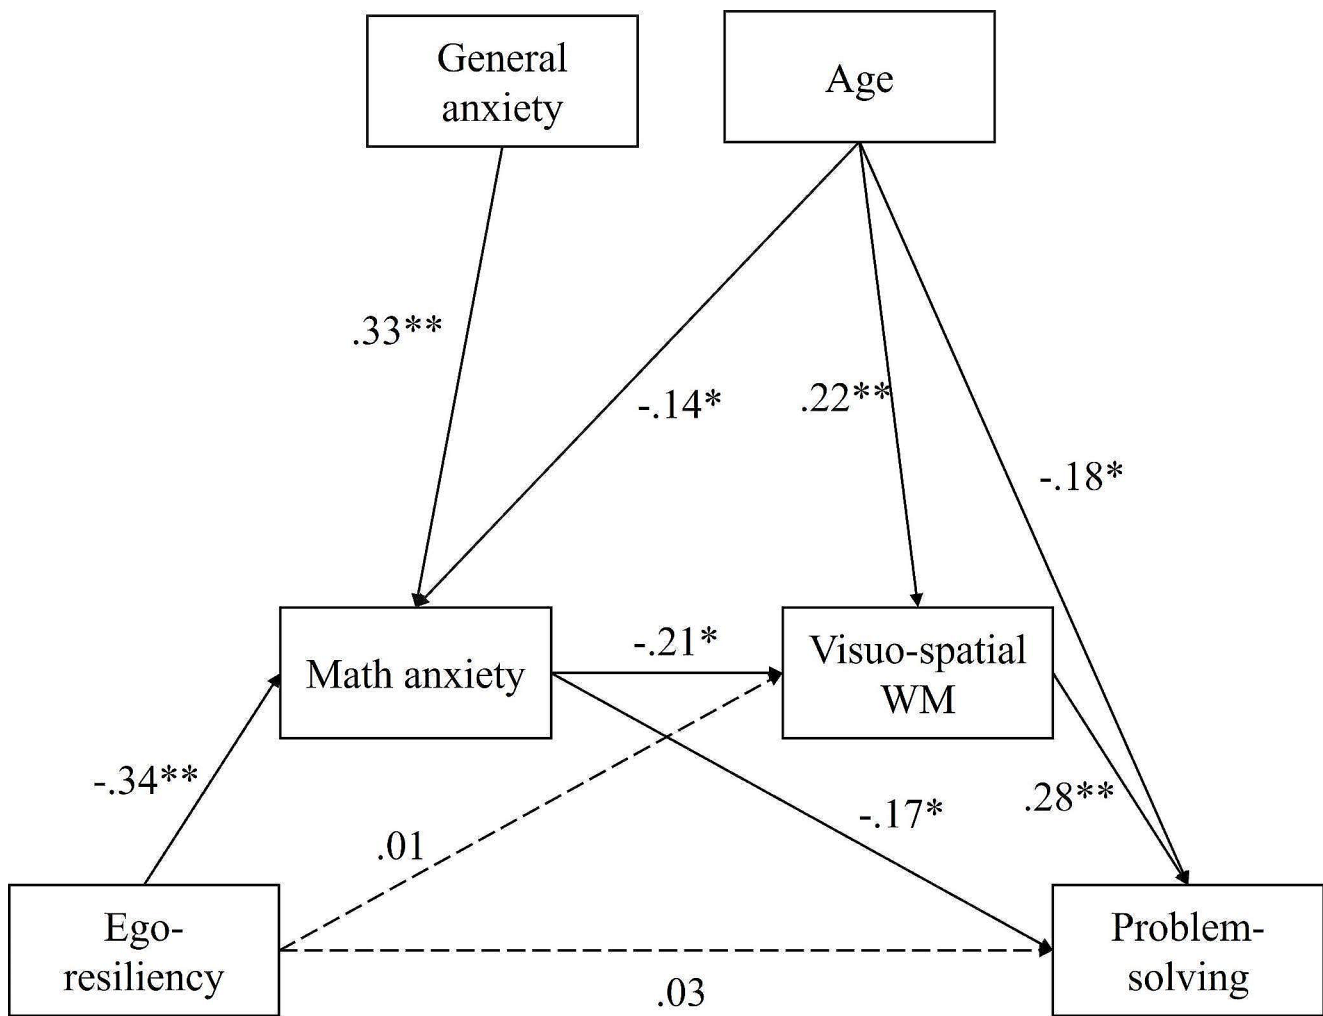 General
anxiety
Age
.33**
-.14*
.22**
-.18*
Math anxiety
-.21*
Visuo-spatial
WM
-.34**
.01
-.17*
.28**
Ego-
resiliency
.03
Problem-
solving